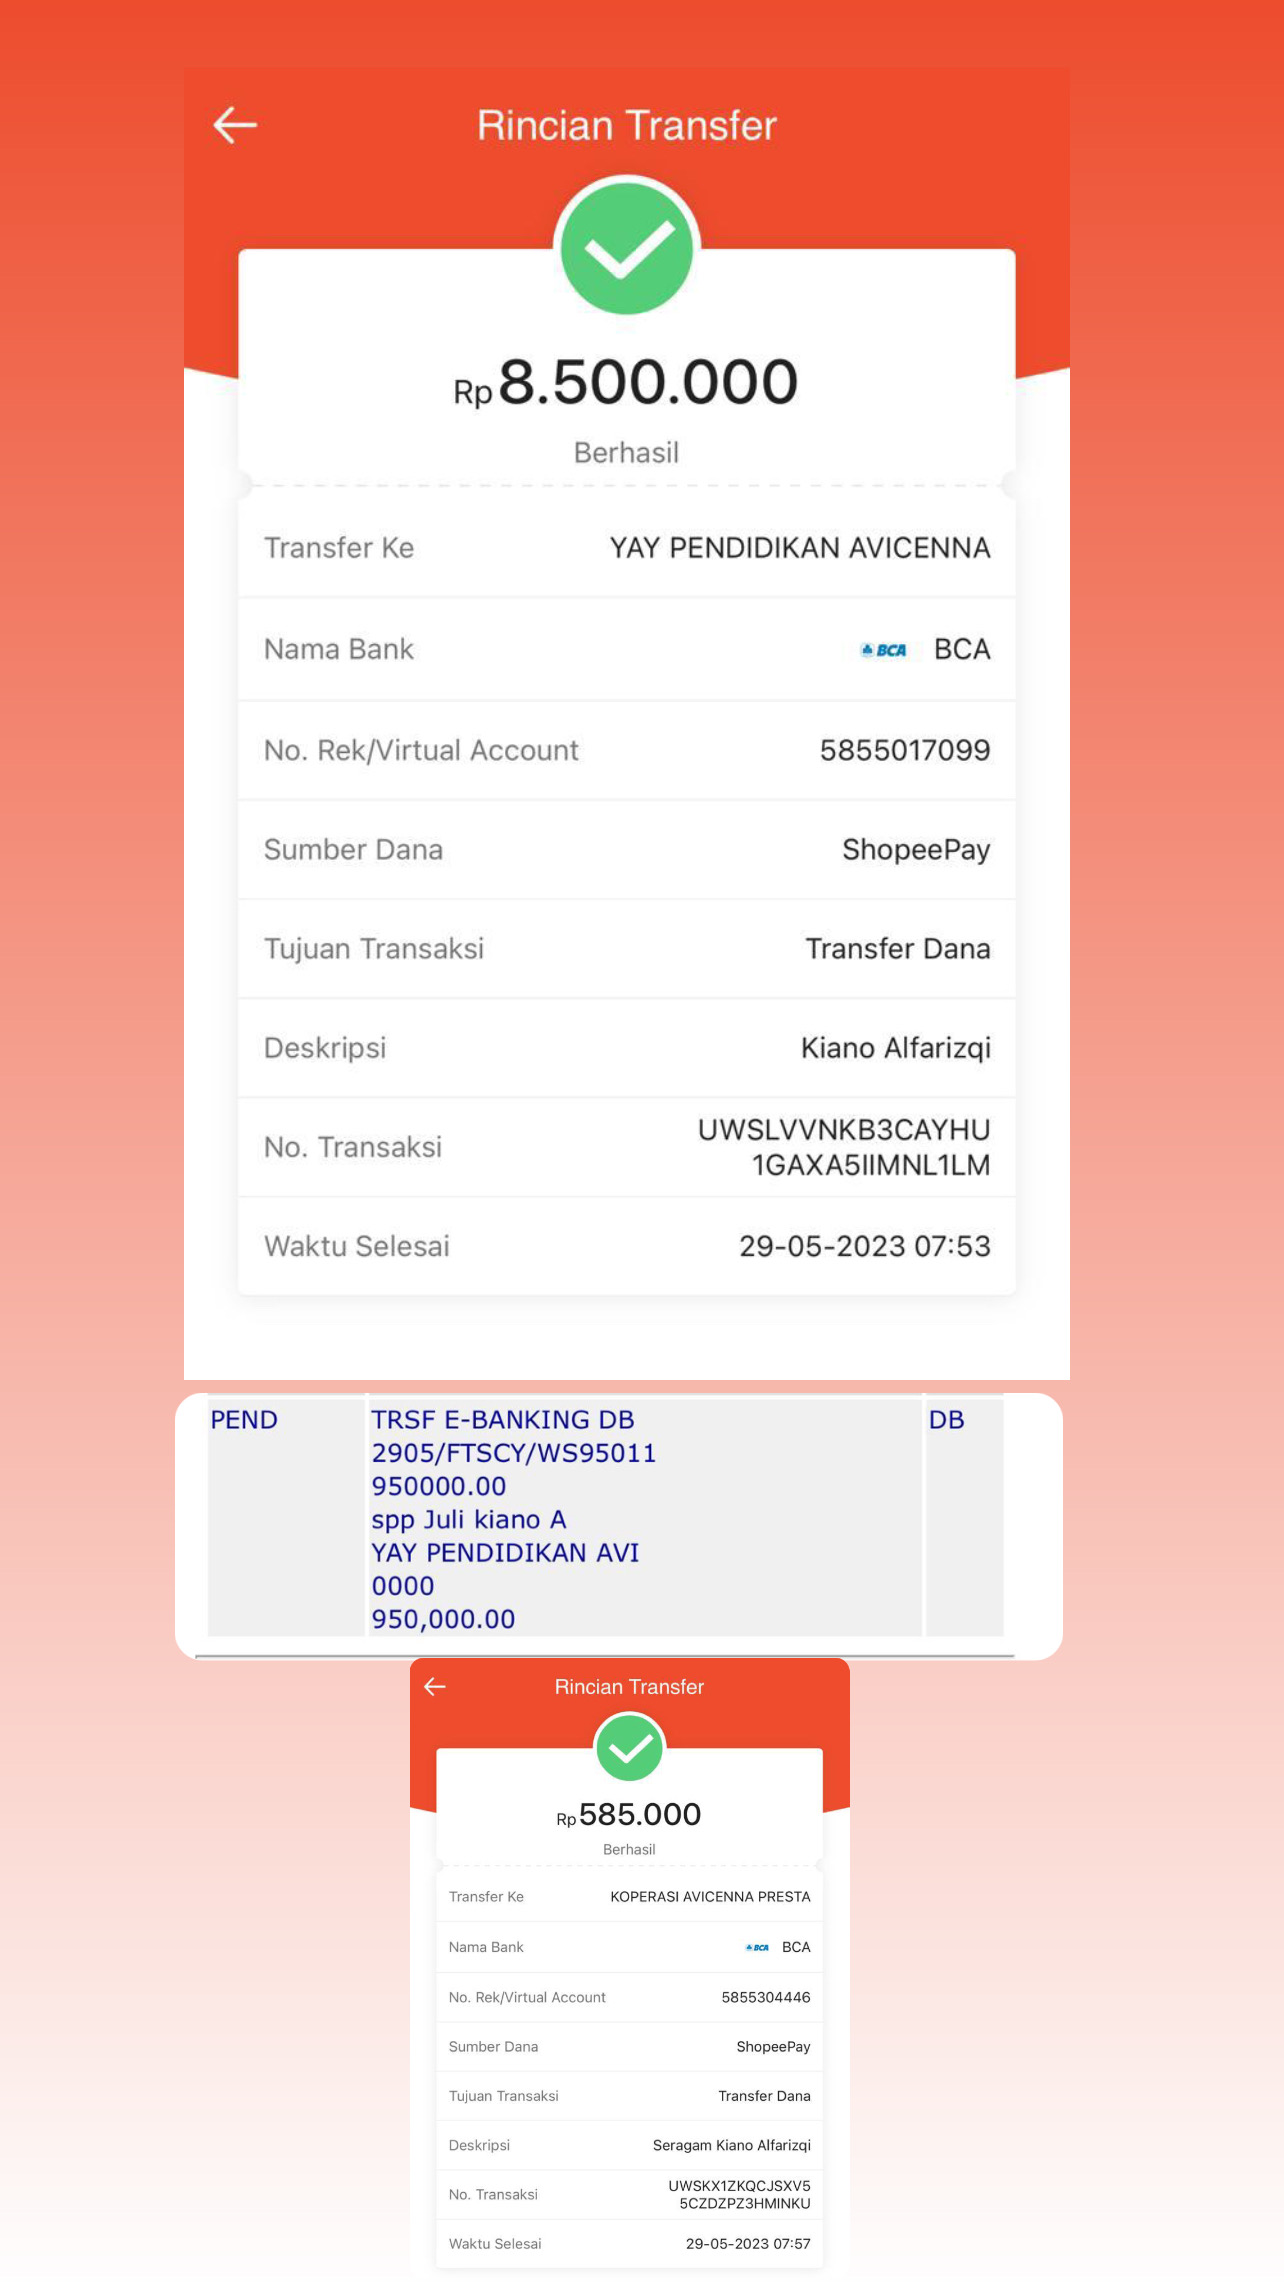 Rincian Transfer
Rp8.500.000
Berhasil
Transfer Ke YAY PENDIDIKAN AVICENNA
Nama Bank BCA BCA
No. Rek/Virtual Account 5855017099
Sumber Dana ShopeePay
Tujuan Transaksi Transfer Dana
Deskripsi Kiano Alfarizqi
No. Transaksi UWSLVVNKB3CAYHU
1GAXA5IIMNL1LM
Waktu Selesai 29-05-2023 07:53
PEND TRSF E-BANKING DB DB
2905/FTSCY/WS95011
950000.00
spp Juli kiano A
YAY PENDIDIKAN AVI
0000
950,000.00
Rincian Transfer
Rp585.000
Berhasil
Transfer Ke KOPERASI AVICENNA PRESTA
Nama Bank BCA BCA
No. Rek/Virtual Account 5855304446
Sumber Dana ShopeePay
Tujuan Transaksi Transfer Dana
Deskripsi Seragam Kiano Alfarizqi
No. Transaksi UWSKX1ZKQCJSXV5
5CZDZPZ3HMINKU
Waktu Selesai 29-05-2023 07:57